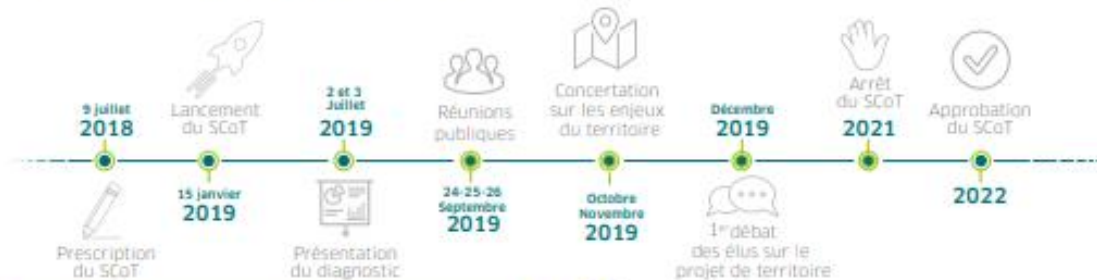 9 juillet
2018
Prescription
du SCoT
Lancement
du SCoT
15 janvier
2019
2 et 3
Juillet
2019
Présentation
du diagnostic
Réunions
publiques
24-25-26
Septembre
2019
Concertation
sur les enjeux
du territoire
Octobre
Novembre
2019
Décembre
2019
1er débat
des élus sur le
projet de territoire
Arrêt
du SCoT
2021
Approbation
du SCoT
2022